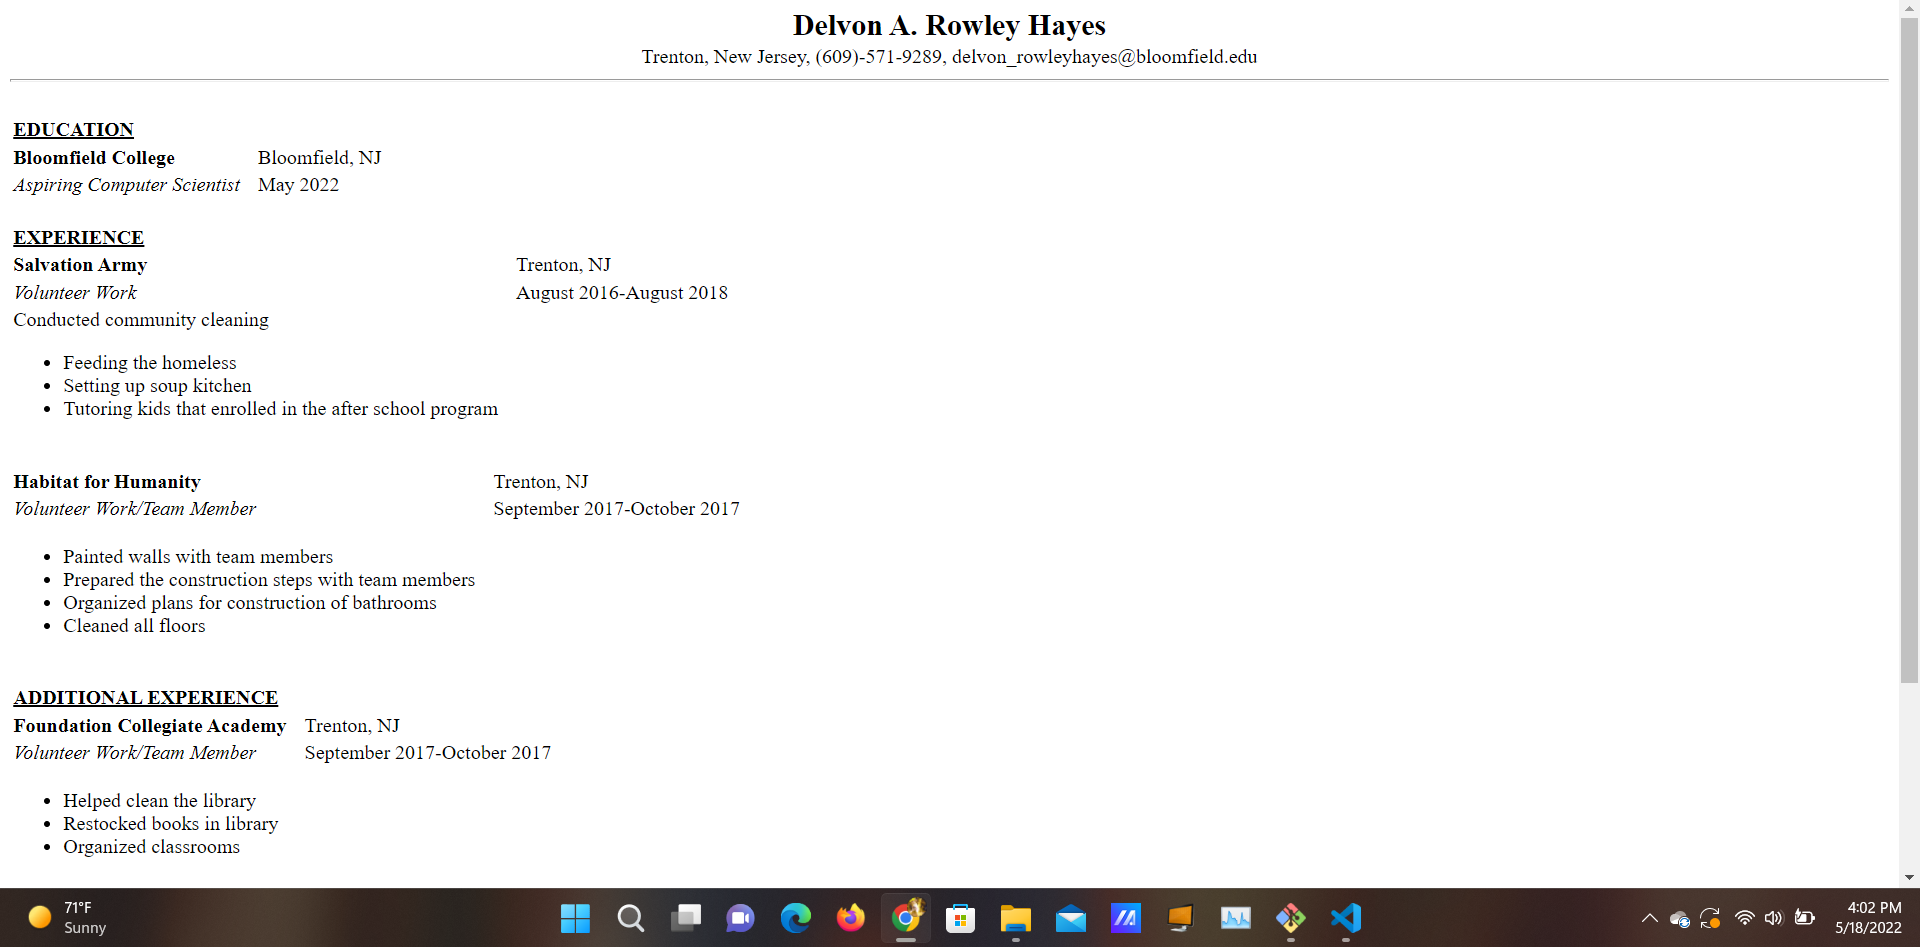 Delvon A. Rowley Hayes
Trenton, New Jersey, (609)-571-9289, delvon_rowleyhayes@bloomfield.edu
EDUCATION
Bloomfield College Bloomfield, NJ
Aspiring Computer Scientist May 2022
EXPERIENCE
Salvation Army Trenton, NJ
Volunteer Work August 2016-August 2018
Conducted community cleaning
• Feeding the homeless
• Setting up soup kitchen
• Tutoring kids that enrolled in the after school program
Habitat for Humanity Trenton, NJ
Volunteer Work/Team Member September 2017-October 2017
• Painted walls with team members
• Prepared the construction steps with team members
• Organized plans for construction of bathrooms
• Cleaned all floors
ADDITIONAL EXPERIENCE
Foundation Collegiate Academy Trenton, NJ
Volunteer Work/Team Member September 2017-October 2017
• Helped clean the library
• Restocked books in library
• Organized classrooms
71°F
Sunny
4:02 PM
5/18/2022